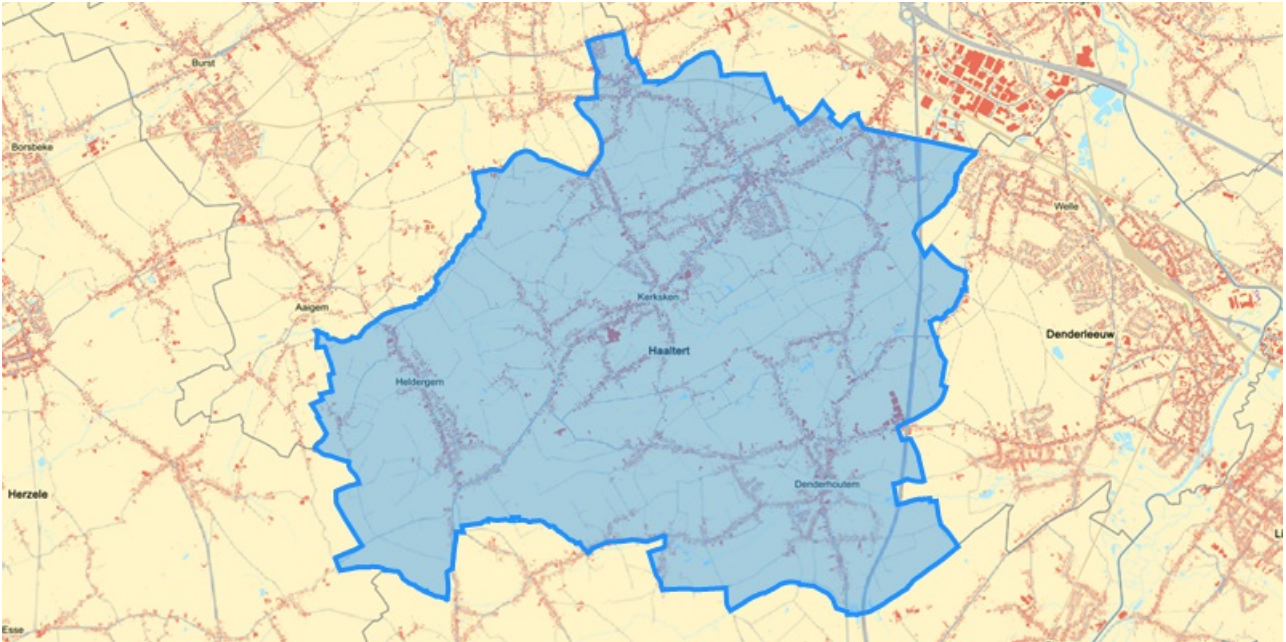 Burst
Borsbeke
Welle
Kerksken
Aaigem
Denderleeuw
Haaltert
Heldergem
Denderhoutem
Herzele
Esse